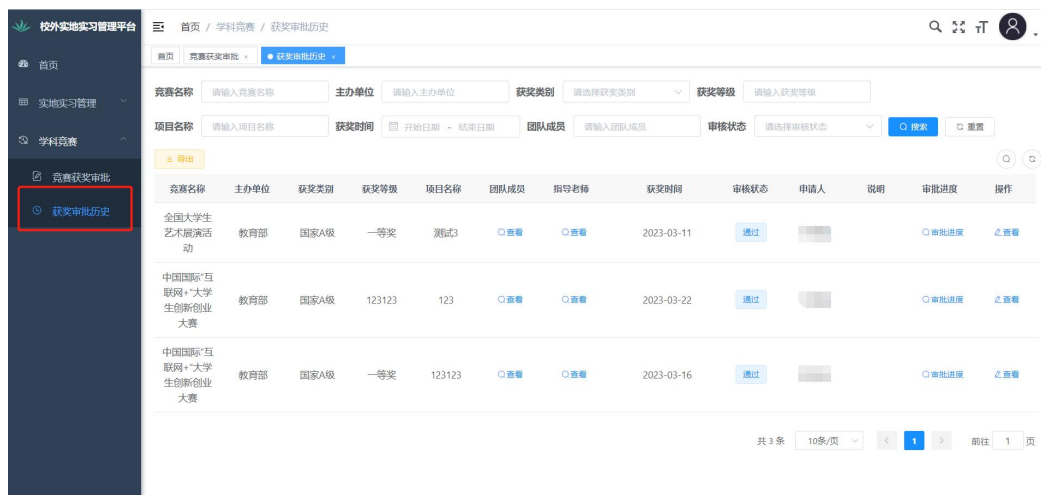 校外实地实习管理平台
首页 / 学科竞赛 / 获奖审批历史
首页
竞赛获奖审批 ×
获奖审批历史 ×
首页
实地实习管理
学科竞赛
竞赛获奖审批
获奖审批历史
竞赛名称 请输入竞赛名称 主办单位 请输入主办单位 获奖类别 请选择获奖类别 获奖等级 请输入获奖等级
项目名称 请输入项目名称 获奖时间 开始日期 - 结束日期 团队成员 请输入团队成员 审核状态 请选择审核状态 搜索 重置
导出
竞赛名称 主办单位 获奖类别 获奖等级 项目名称 团队成员 指导老师 获奖时间 审核状态 申请人 说明 审批进度 操作
全国大学生
艺术展演活 教育部 国家A级 一等奖 测试3 查看 查看 2023-03-11 通过 审批进度 查看
动
中国国际"互
联网+"大学
生创新创业 教育部 国家A级 123123 123 查看 查看 2023-03-22 通过 审批进度 查看
大赛
中国国际"互
联网+"大学
生创新创业 教育部 国家A级 一等奖 123123 查看 查看 2023-03-16 通过 审批进度 查看
大赛
共 3 条 10条/页 < 1 > 前往 1 页